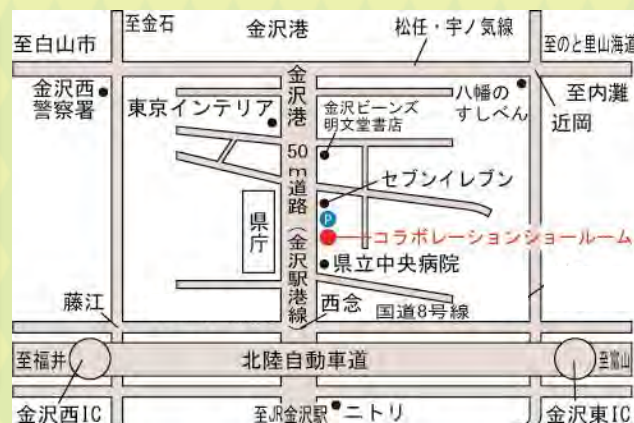 至金石
金沢港
松任・宇ノ気線
至白山市
至のと里山海道
金沢西
警察署
東京インテリア
金沢港
50m道路(金沢駅港線)
金沢ビーンズ
明文堂書店
八幡の
すしべん
至内灘
近岡
セブンイレブン
P
県庁
コラボレーションショールーム
県立中央病院
藤江
西念
国道8号線
至福井
北陸自動車道
至富山
金沢西IC
至JR金沢駅
ニトリ
金沢東IC